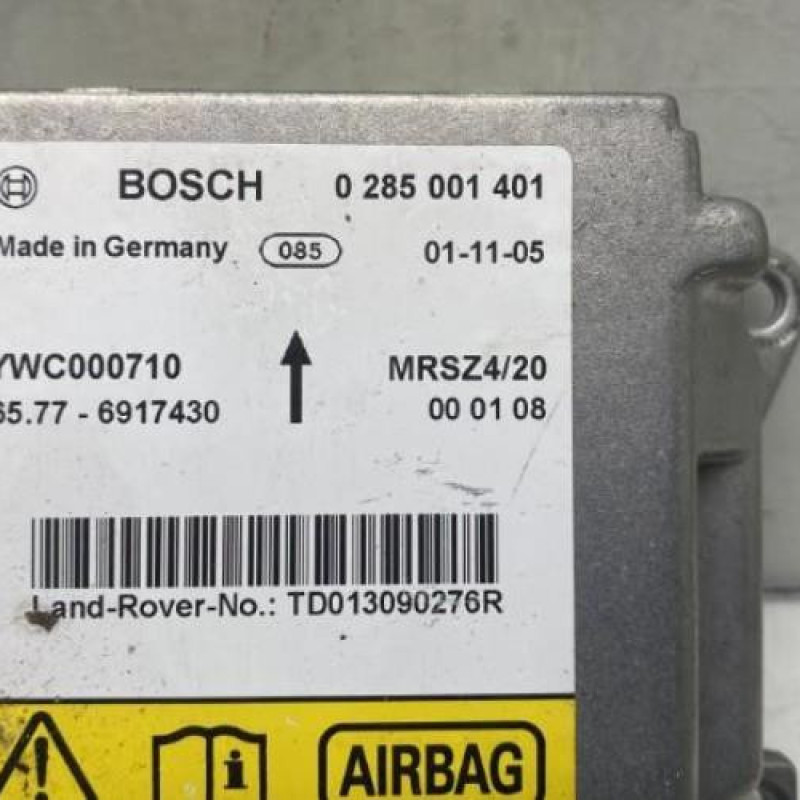 BOSCH 0 285 001 401
Made in Germany 085 01-11-05
YWC000710 MRSZ4/20
65.77 - 6917430 00 01 08
Land-Rover-No.: TD013090276R
i AIRBAG